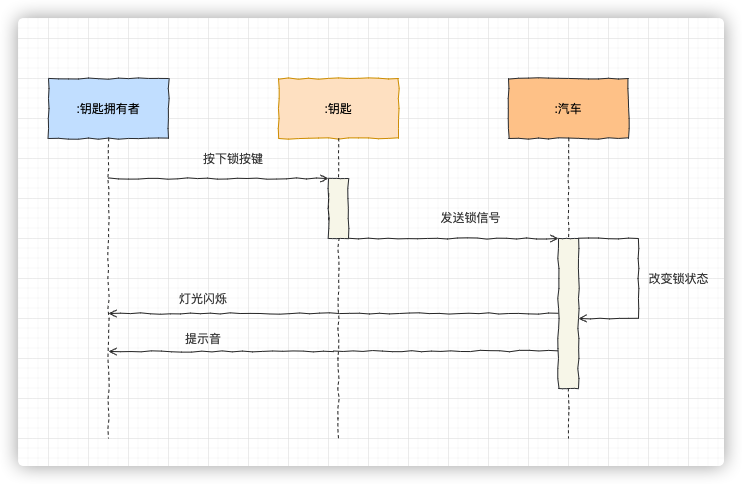 :钥匙拥有者
:钥匙
:汽车
按下锁按键
发送锁信号
改变锁状态
灯光闪烁
提示音